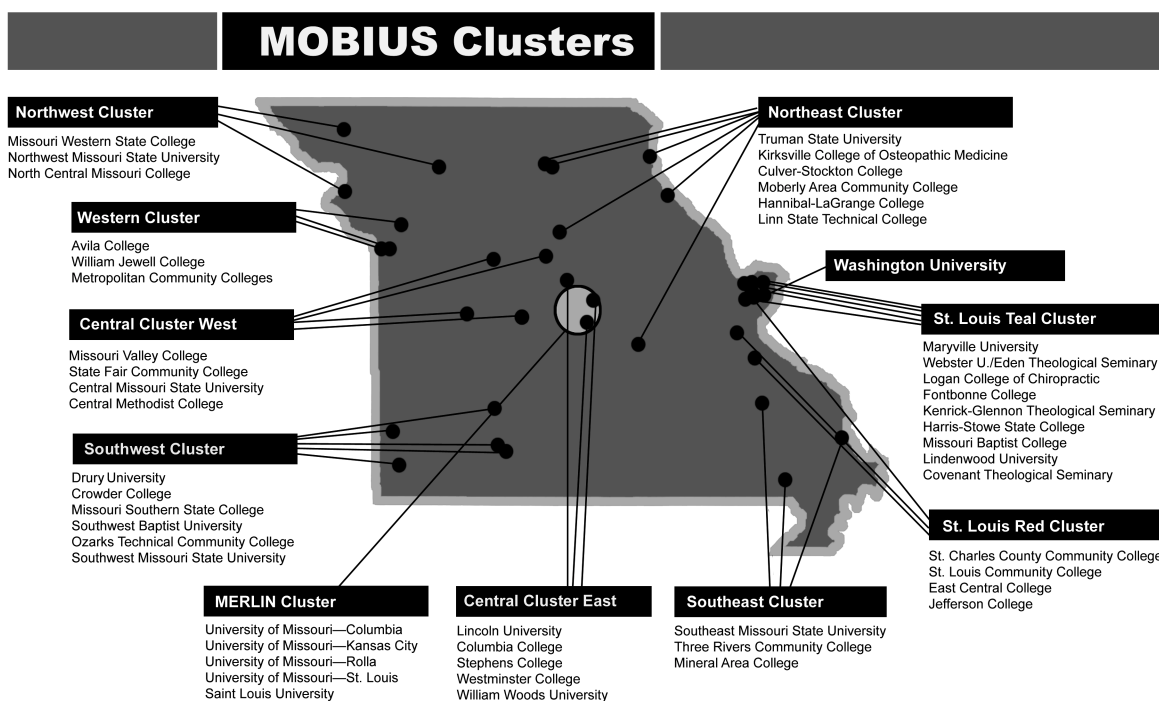 MOBIUS Clusters
Northwest Cluster
Missouri Western State College
Northwest Missouri State University
North Central Missouri College
Western Cluster
Avila College
William Jewell College
Metropolitan Community Colleges
Central Cluster West
Missouri Valley College
State Fair Community College
Central Missouri State University
Central Methodist College
Southwest Cluster
Drury University
Crowder College
Missouri Southern State College
Southwest Baptist University
Ozarks Technical Community College
Southwest Missouri State University
MERLIN Cluster
University of Missouri—Columbia
University of Missouri—Kansas City
University of Missouri—Rolla
University of Missouri—St. Louis
Saint Louis University
Central Cluster East
Lincoln University
Columbia College
Stephens College
Westminster College
William Woods University
Southeast Cluster
Southeast Missouri State University
Three Rivers Community College
Mineral Area College
Northeast Cluster
Truman State University
Kirksville College of Osteopathic Medicine
Culver-Stockton College
Moberly Area Community College
Hannibal-LaGrange College
Linn State Technical College
Washington University
St. Louis Teal Cluster
Maryville University
Webster U./Eden Theological Seminary
Logan College of Chiropractic
Fontbonne College
Kenrick-Glennon Theological Seminary
Harris-Stowe State College
Missouri Baptist College
Lindenwood University
Covenant Theological Seminary
St. Louis Red Cluster
St. Charles County Community College
St. Louis Community College
East Central College
Jefferson College